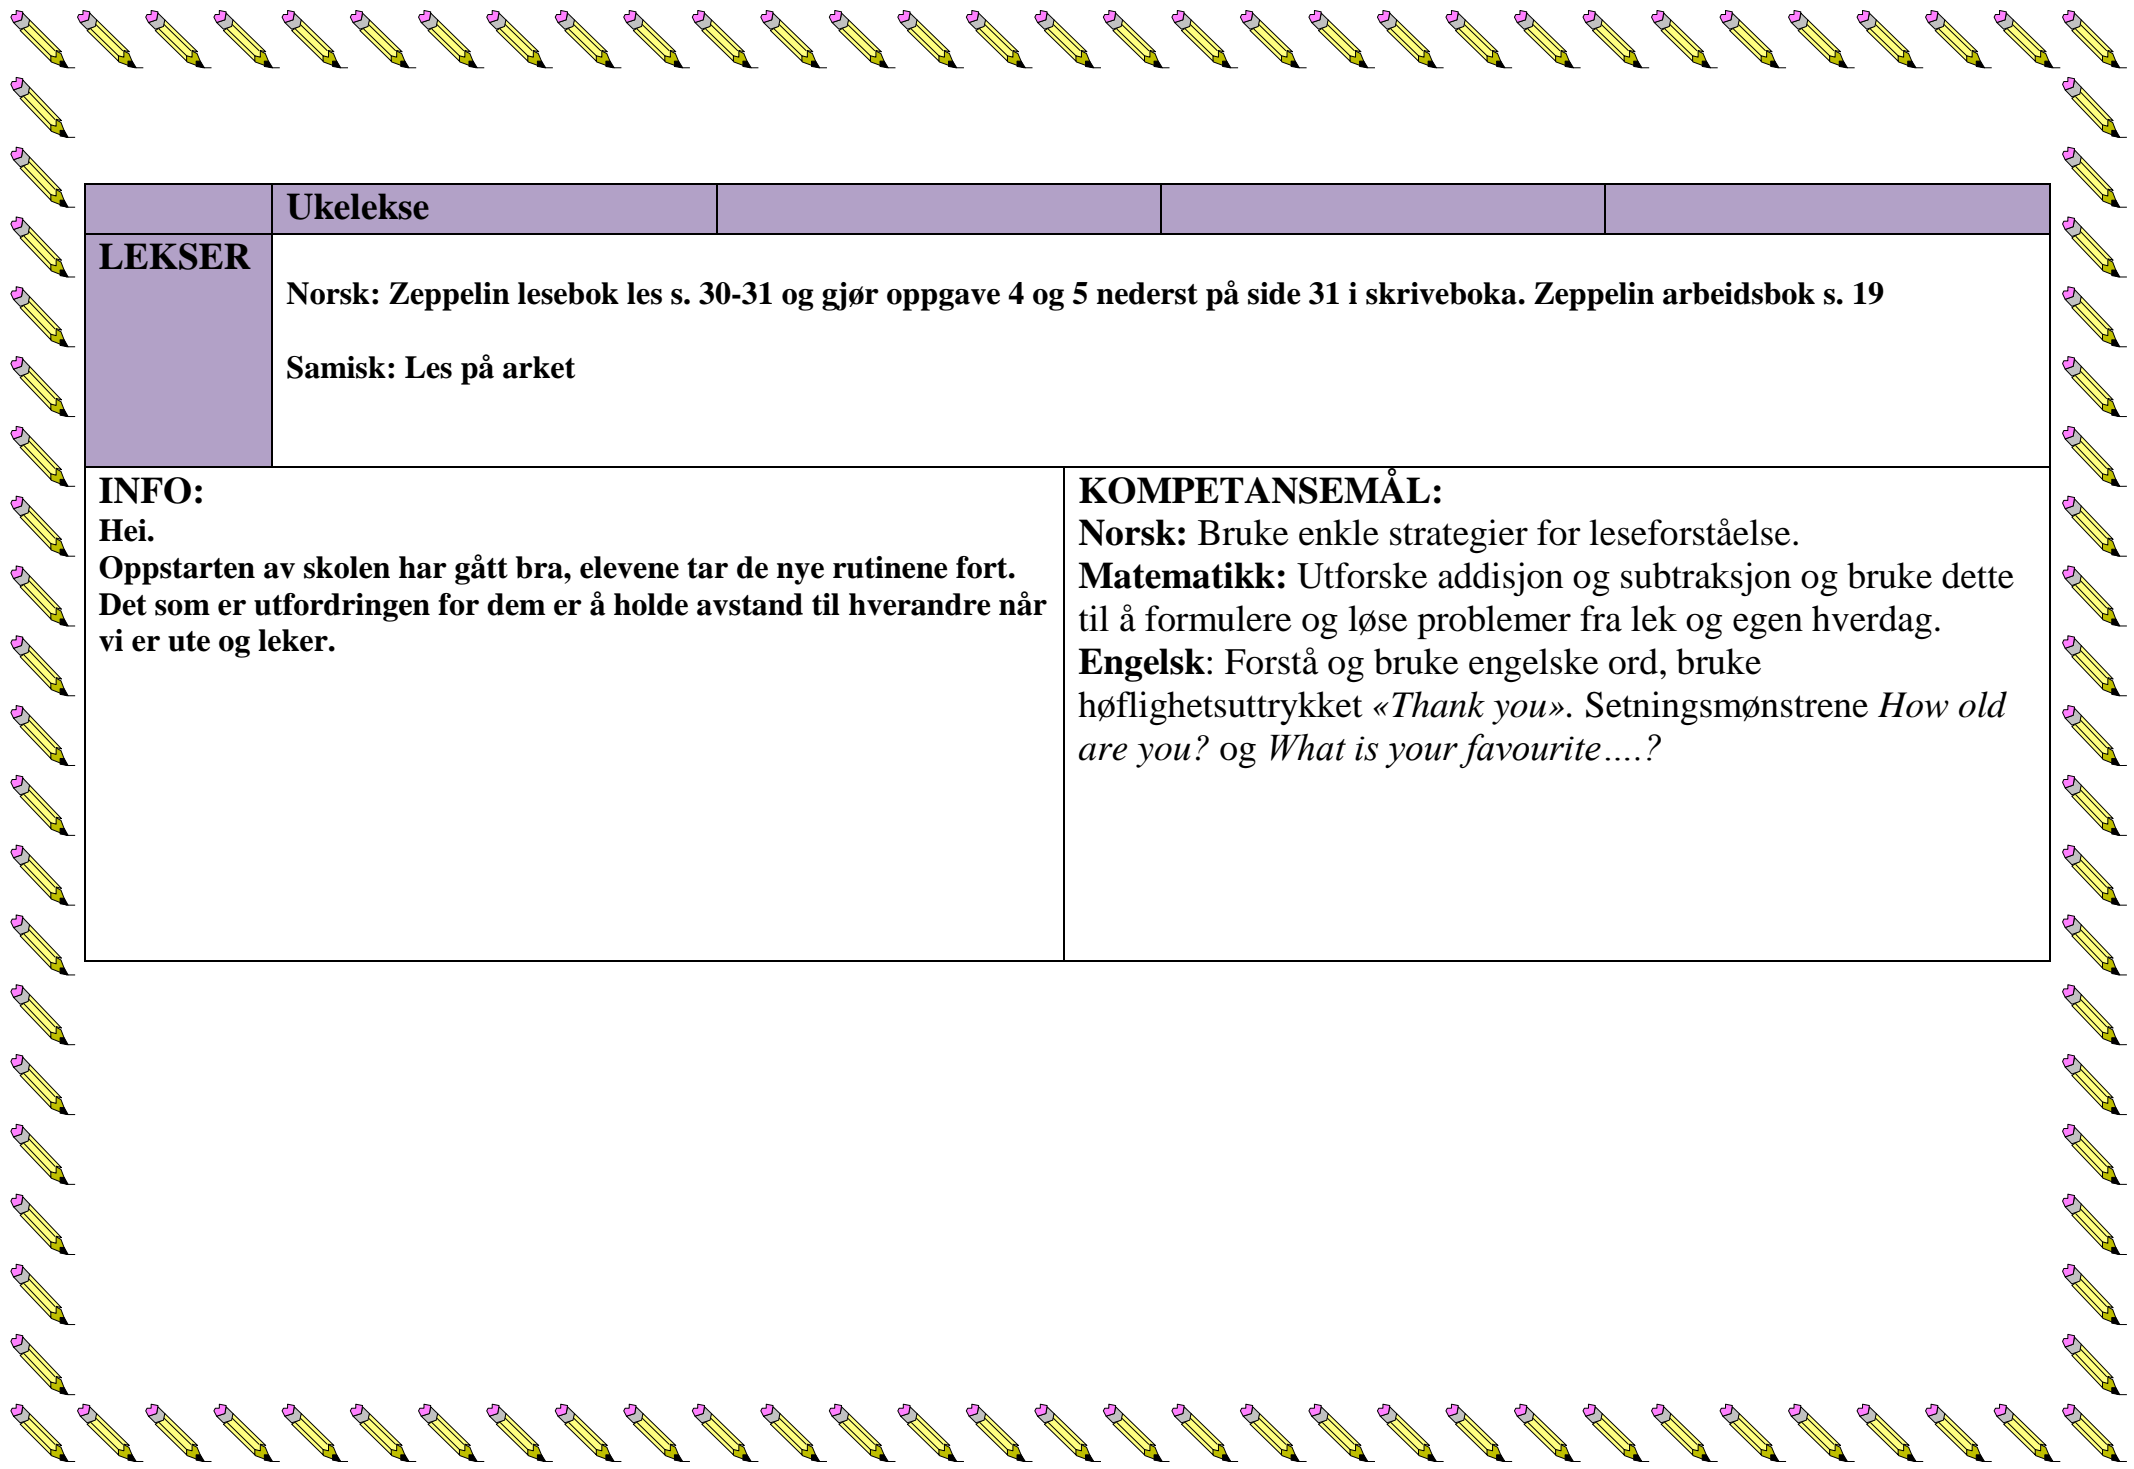 Ukelekse
LEKSER
Norsk: Zeppelin lesebok les s. 30-31 og gjør oppgave 4 og 5 nederst på side 31 i skriveboka. Zeppelin arbeidsbok s. 19
Samisk: Les på arket
INFO:
Hei.
Oppstarten av skolen har gått bra, elevene tar de nye rutinene fort.
Det som er utfordringen for dem er å holde avstand til hverandre når
vi er ute og leker.
KOMPETANSEMÅL:
Norsk: Bruke enkle strategier for leseforståelse.
Matematikk: Utforske addisjon og subtraksjon og bruke dette
til å formulere og løse problemer fra lek og egen hverdag.
Engelsk: Forstå og bruke engelske ord, bruke
høflighetsuttrykket «Thank you». Setningsmønstrene How old
are you? og What is your favourite….?